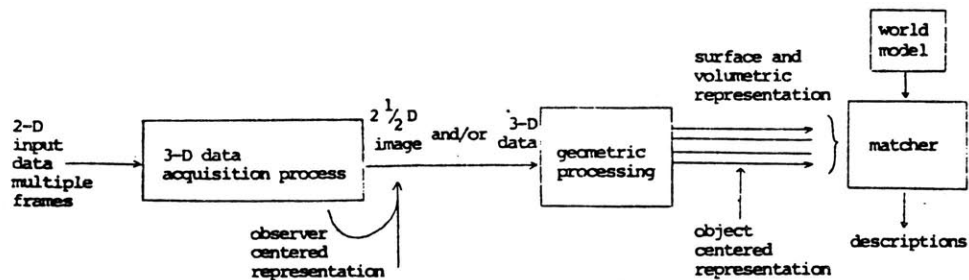 2-D
input
data
multiple
frames
3-D data
acquisition process
2 ½ D
image
and/or
3-D
data
observer
centered
representation
geometric
processing
surface and
volumetric
representation
object
centered
representation
world
model
matcher
descriptions